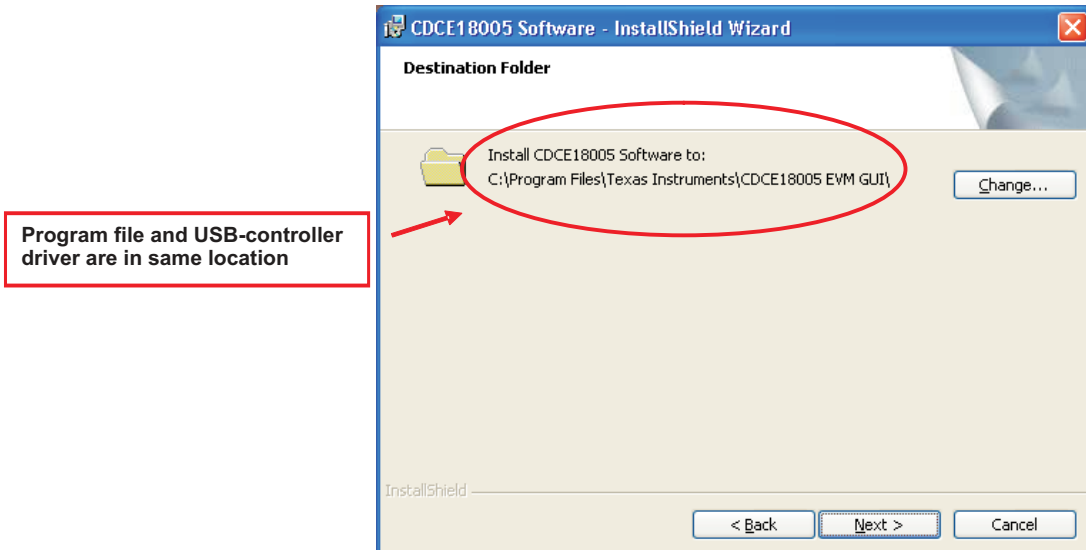 CDCE18005 Software - InstallShield Wizard
Destination Folder
Install CDCE18005 Software to:
C:\Program Files\Texas Instruments\CDCE18005 EVM GUI\
Change...
Program file and USB-controller
driver are in same location
InstallShield
< Back
Next >
Cancel